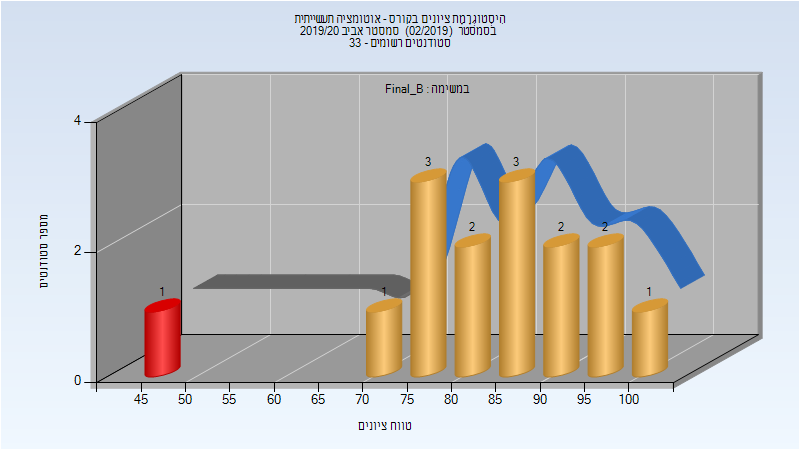 היסטוגרמת ציונים בקורס - אוטומציה תעשייתית
בסמסטר (02/2019) סמסטר אביב 2019/20
סטודנטים רשומים - 33
במשימה : Final_B
מספר סטודנטים
4
2
0
1
1
3
2
3
2
2
1
45 50 55 60 65 70 75 80 85 90 95 100
טווח ציונים